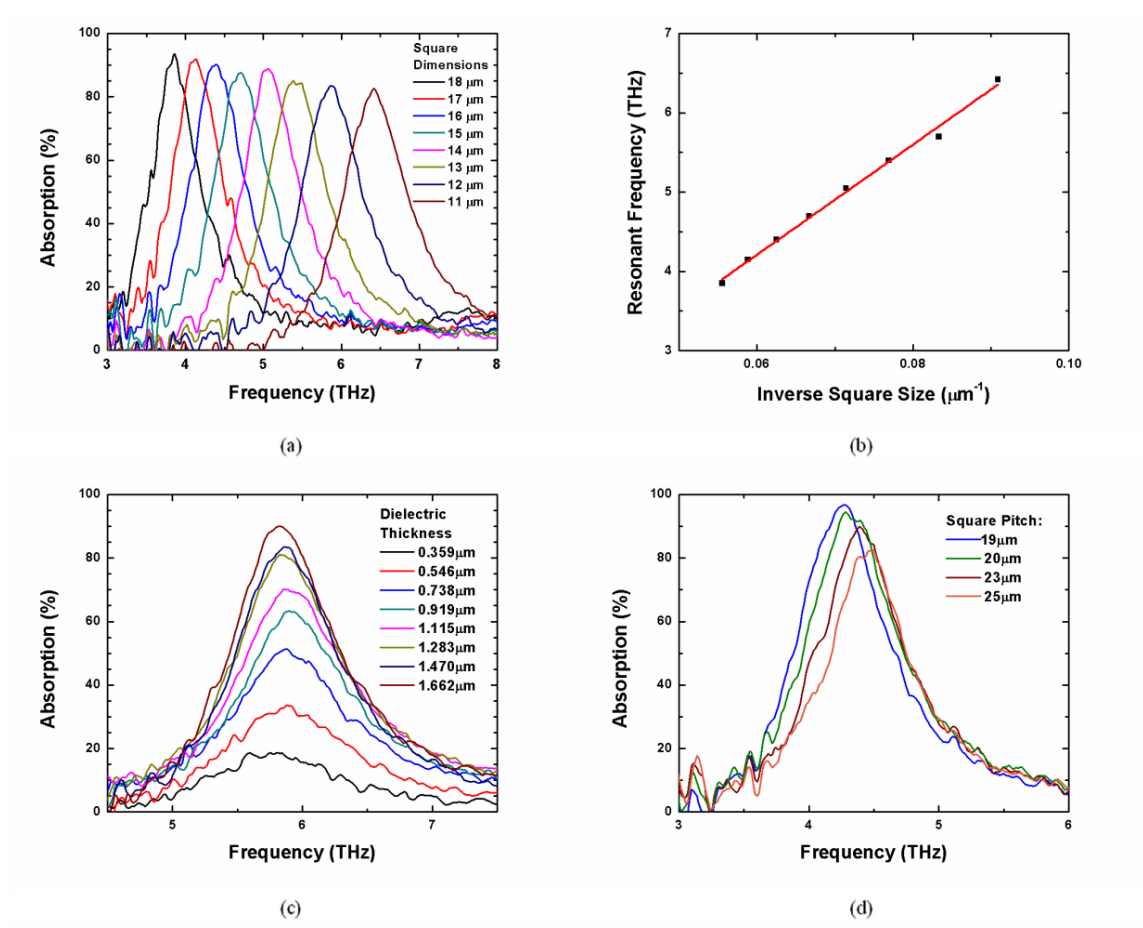 100
80
60
40
20
0
Absorption (%)
3
4
5
6
7
8
Frequency (THz)
Square
Dimensions
18 μm
17 μm
16 μm
15 μm
14 μm
13 μm
12 μm
11 μm
(a)
7
6
5
4
3
Resonant Frequency (THz)
0.06
0.08
0.10
Inverse Square Size (μm⁻¹)
(b)
100
80
60
40
20
0
Absorption (%)
5
6
7
Frequency (THz)
Dielectric
Thickness
0.359μm
0.546μm
0.738μm
0.919μm
1.115μm
1.283μm
1.470μm
1.662μm
(c)
100
80
60
40
20
0
Absorption (%)
3
4
5
6
Frequency (THz)
Square Pitch:
19μm
20μm
23μm
25μm
(d)